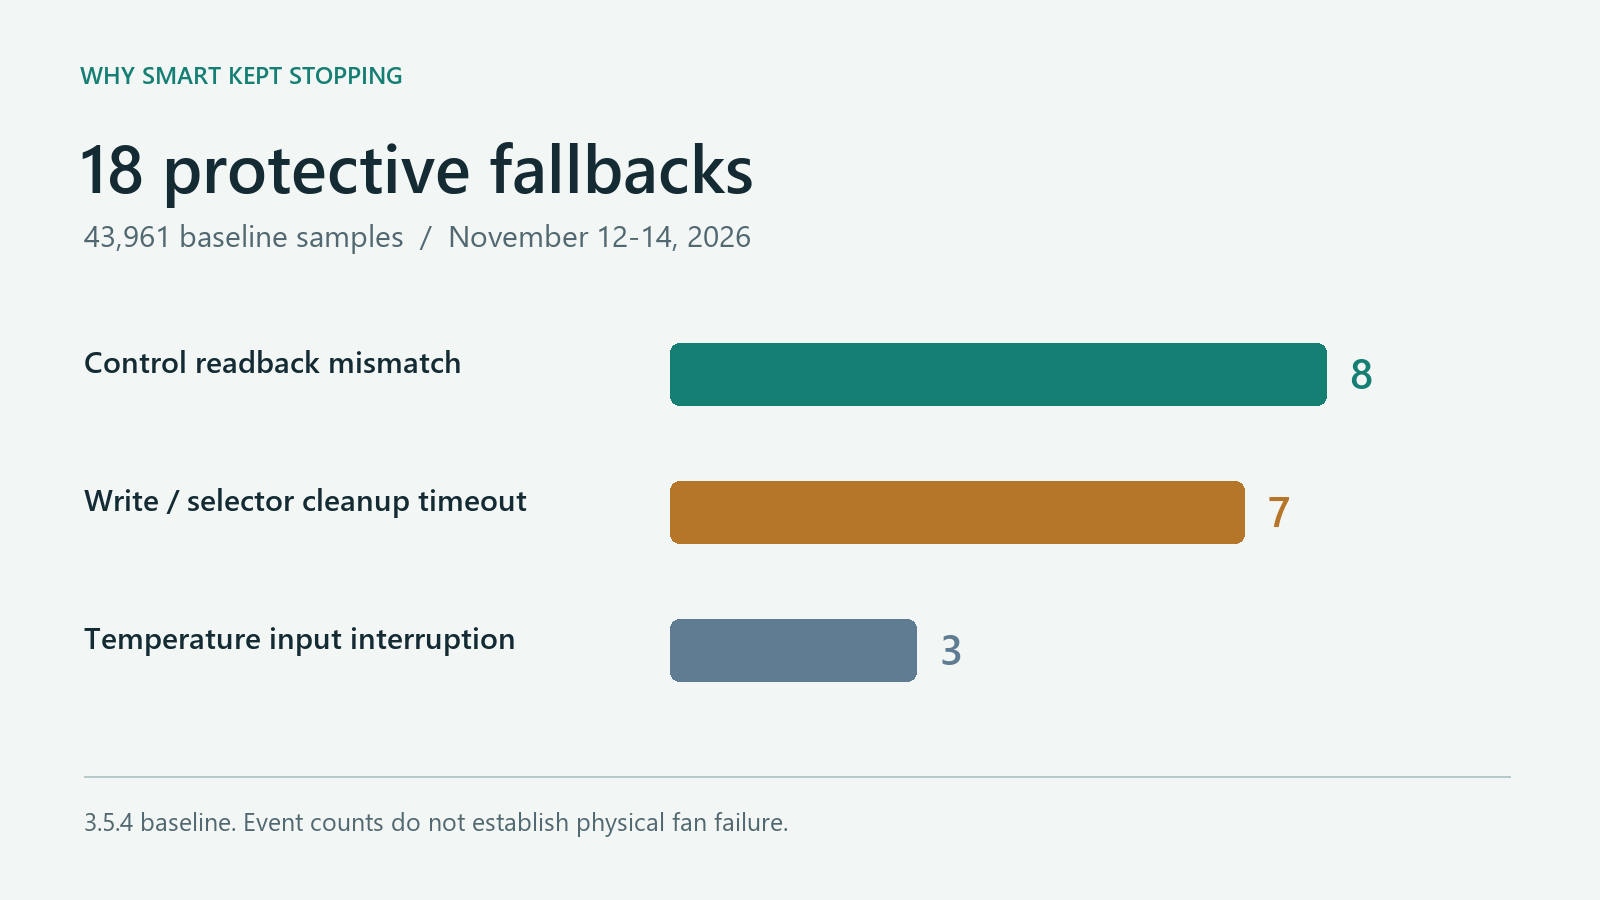 WHY SMART KEPT STOPPING
18 protective fallbacks
43,961 baseline samples / November 12-14, 2026
Control readback mismatch
8
Write / selector cleanup timeout
7
Temperature input interruption
3
3.5.4 baseline. Event counts do not establish physical fan failure.